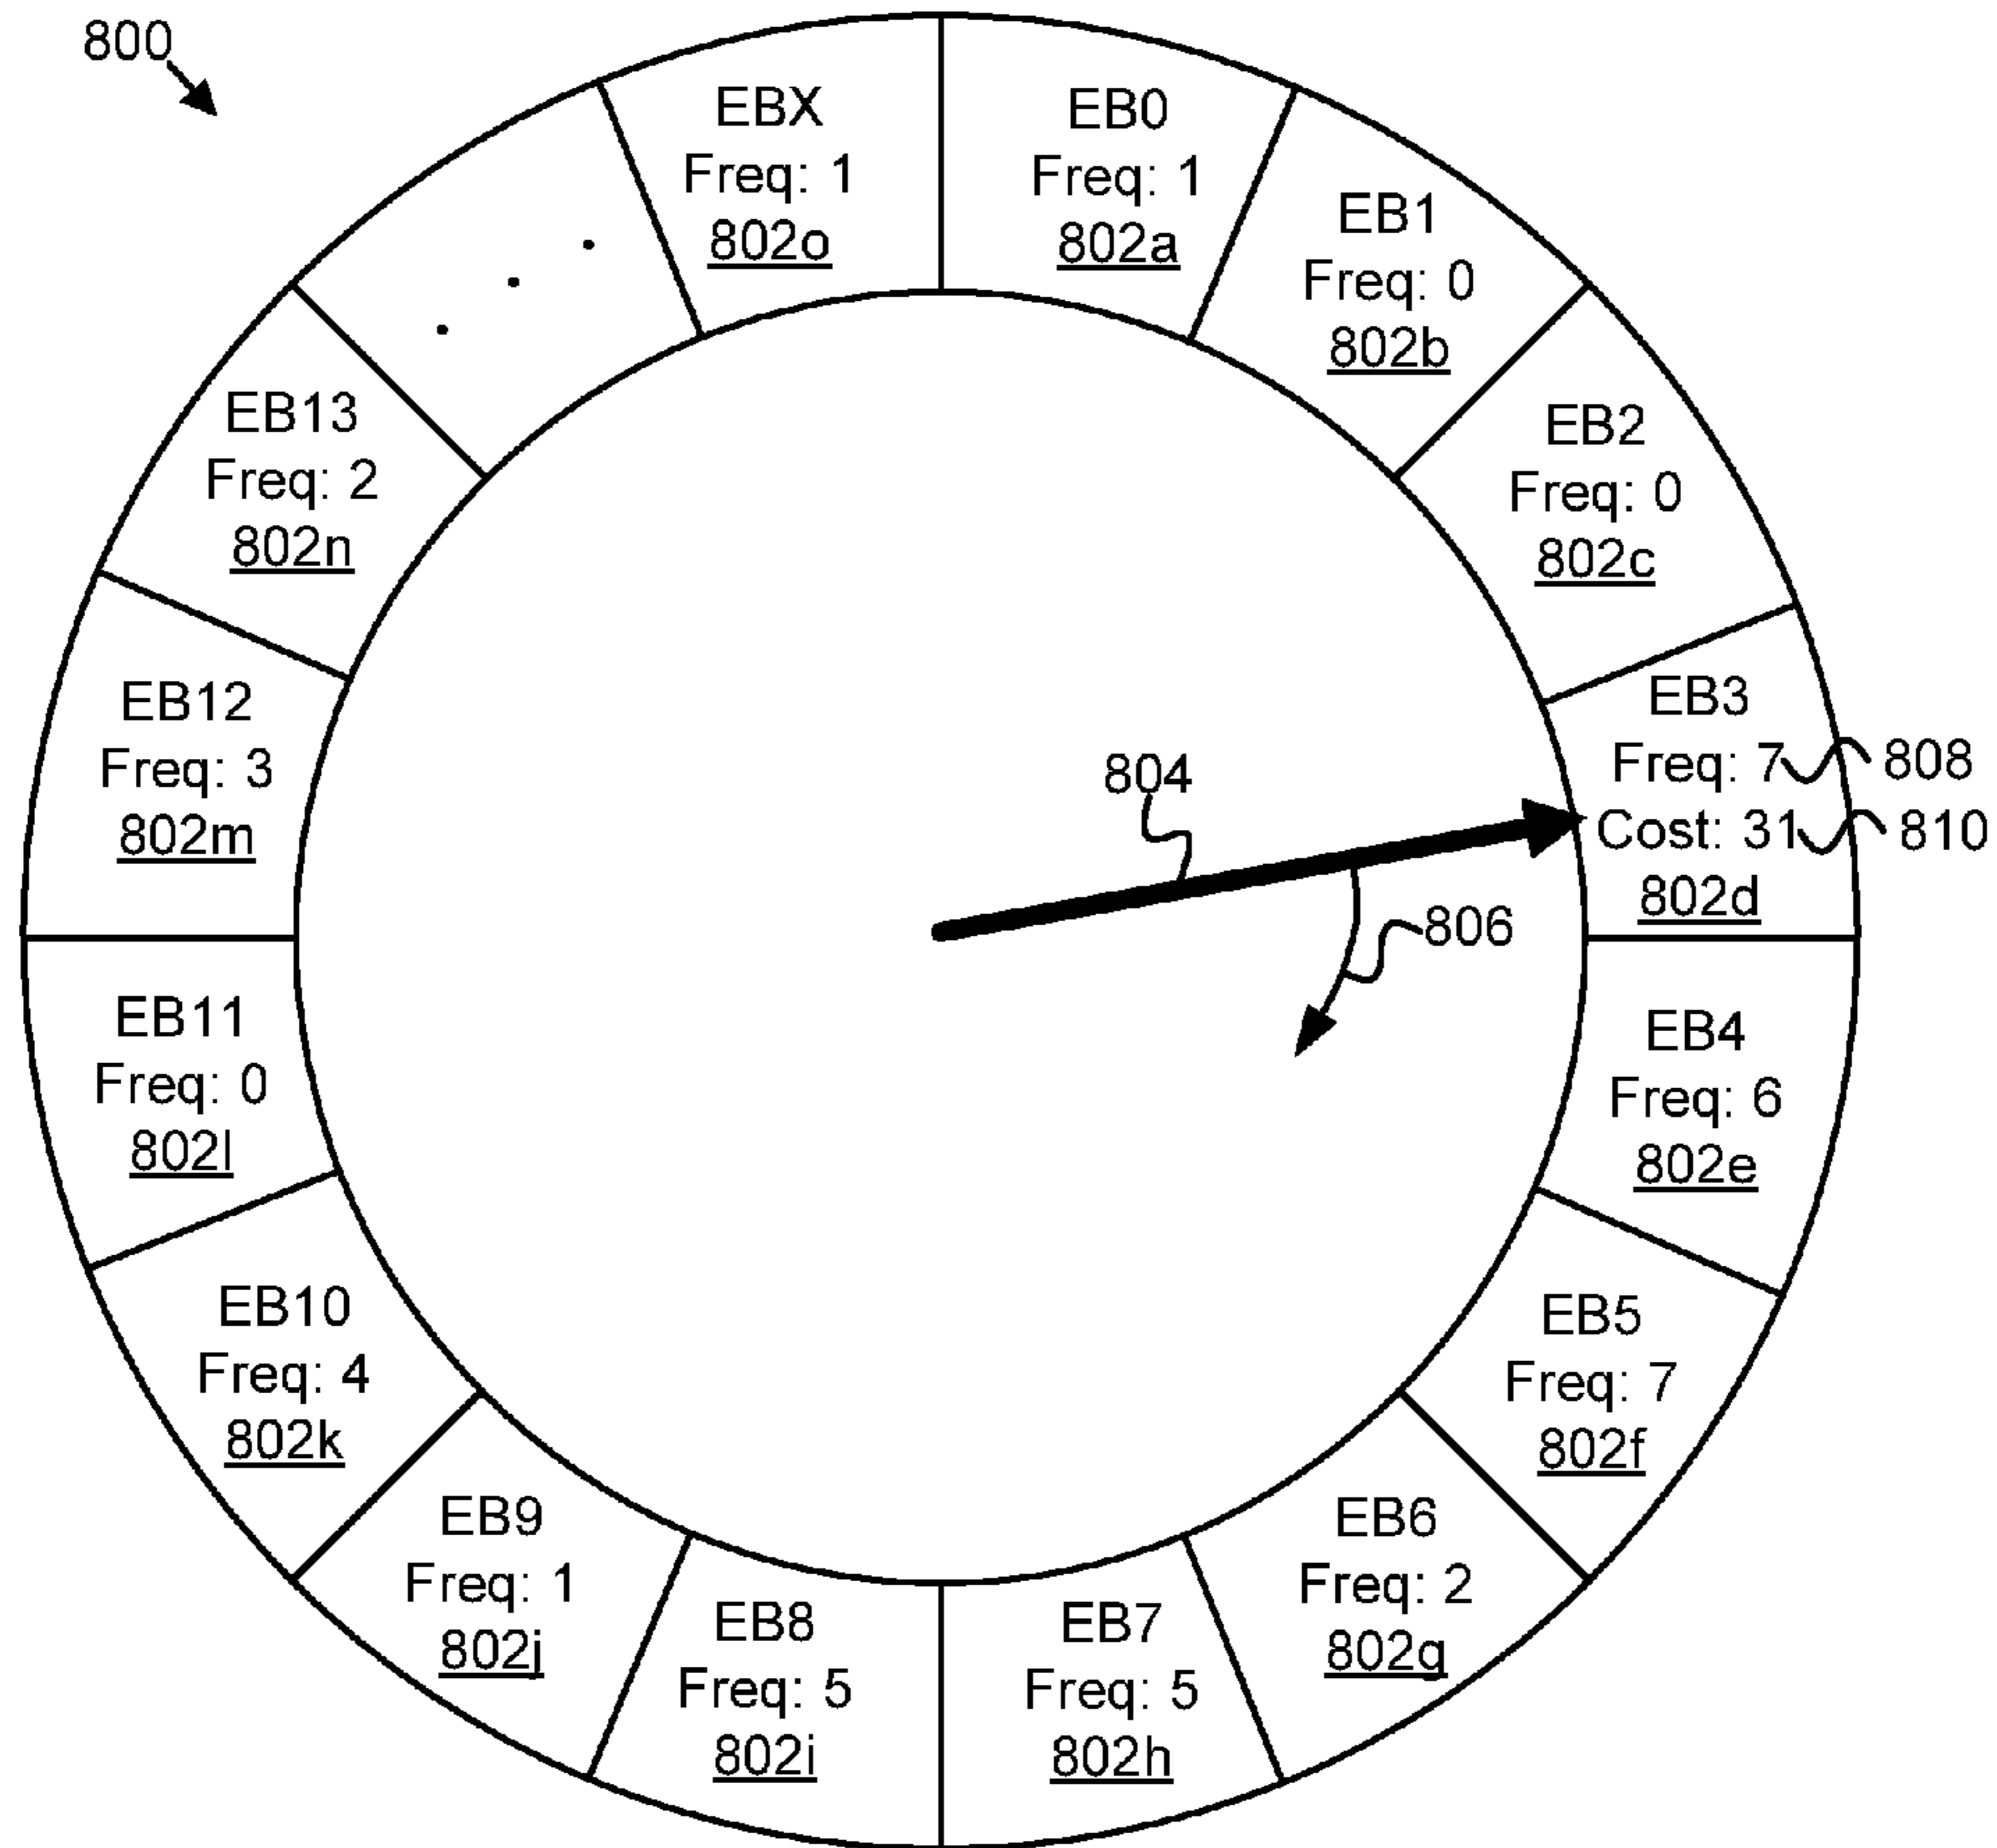 800
EBX
Freq: 1
802o
EB0
Freq: 1
802a
EB1
Freq: 0
802b
EB2
Freq: 0
802c
EB3
Freq: 7
808
Cost: 31
810
802d
804
806
EB4
Freq: 6
802e
EB5
Freq: 7
802f
EB6
Freq: 2
802g
EB7
Freq: 5
802h
EB8
Freq: 5
802i
EB9
Freq: 1
802j
EB10
Freq: 4
802k
EB11
Freq: 0
802l
EB12
Freq: 3
802m
EB13
Freq: 2
802n